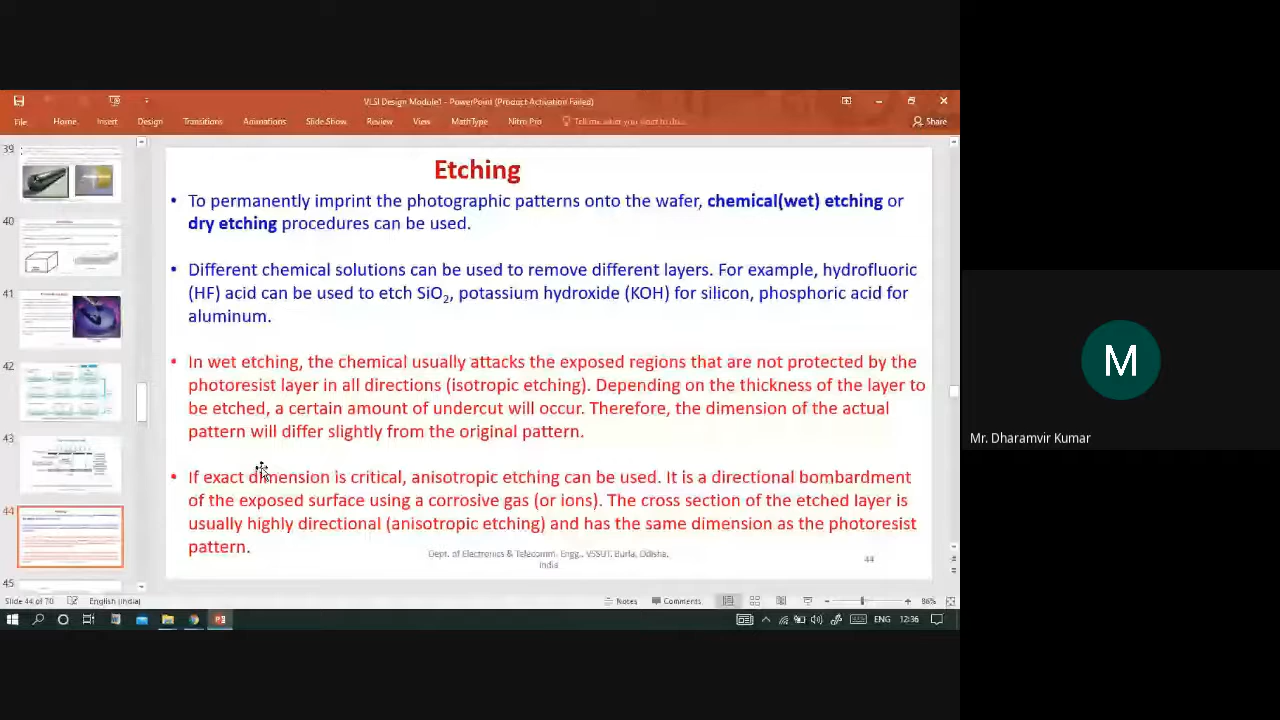 VLSI Design Module1 - PowerPoint (Product Activation Failed)
File Home Insert Design Transitions Animations Slide Show Review View MathType Nitro Pro Tell me what you want to do... Share
39
40
41
42
43
44
45
Etching
• To permanently imprint the photographic patterns onto the wafer, chemical(wet) etching or
dry etching procedures can be used.
• Different chemical solutions can be used to remove different layers. For example, hydrofluoric
(HF) acid can be used to etch SiO2, potassium hydroxide (KOH) for silicon, phosphoric acid for
aluminum.
• In wet etching, the chemical usually attacks the exposed regions that are not protected by the
photoresist layer in all directions (isotropic etching). Depending on the thickness of the layer to
be etched, a certain amount of undercut will occur. Therefore, the dimension of the actual
pattern will differ slightly from the original pattern.
• If exact dimension is critical, anisotropic etching can be used. It is a directional bombardment
of the exposed surface using a corrosive gas (or ions). The cross section of the etched layer is
usually highly directional (anisotropic etching) and has the same dimension as the photoresist
pattern.
Dept. of Electronics & Telecomm. Engg., VSSUT, Burla, Odisha,
India
44
Slide 44 of 70 English (India) Notes Comments 86%
ENG 12:36
M
Mr. Dharamvir Kumar